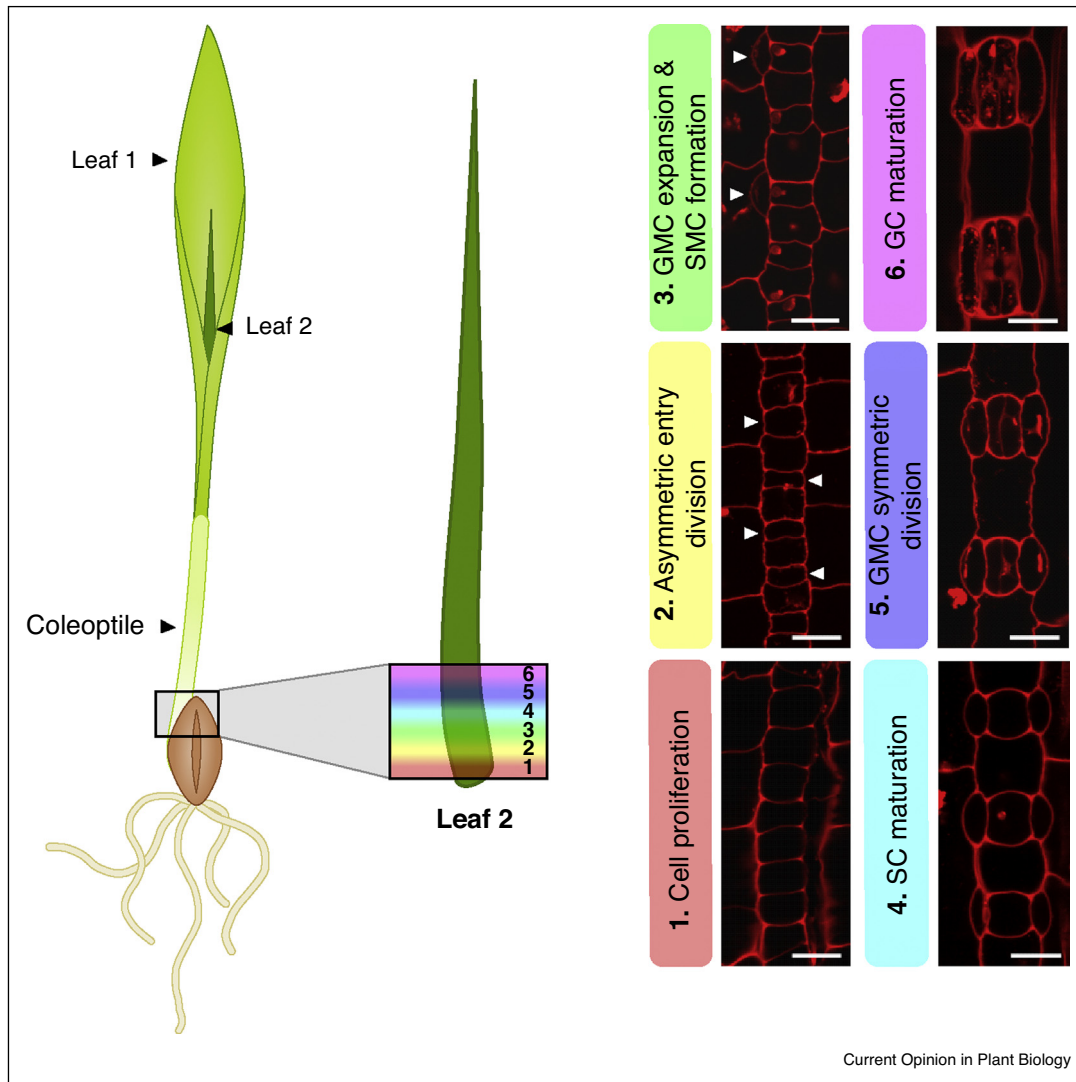 Leaf 1
Leaf 2
Coleoptile
6
5
4
3
2
1
Leaf 2
3. GMC expansion &
SMC formation
6. GC maturation
2. Asymmetric entry
division
5. GMC symmetric
division
1. Cell proliferation
4. SC maturation
Current Opinion in Plant Biology